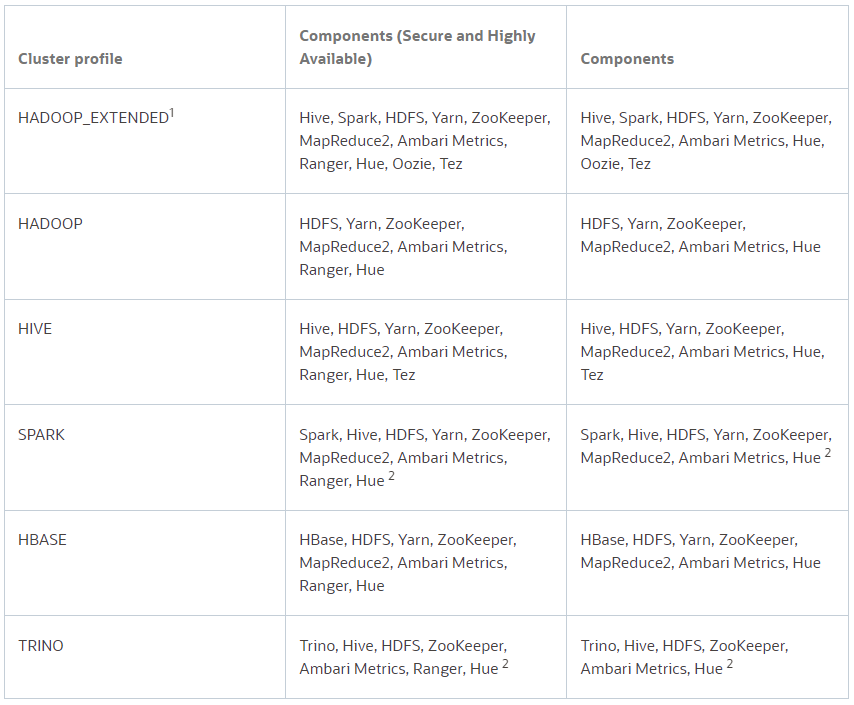 Cluster profile
Components (Secure and Highly
Available)
Components
HADOOP_EXTENDED1
Hive, Spark, HDFS, Yarn, ZooKeeper,
MapReduce2, Ambari Metrics,
Ranger, Hue, Oozie, Tez
Hive, Spark, HDFS, Yarn, ZooKeeper,
MapReduce2, Ambari Metrics, Hue,
Oozie, Tez
HADOOP
HDFS, Yarn, ZooKeeper,
MapReduce2, Ambari Metrics,
Ranger, Hue
HDFS, Yarn, ZooKeeper,
MapReduce2, Ambari Metrics, Hue
HIVE
Hive, HDFS, Yarn, ZooKeeper,
MapReduce2, Ambari Metrics,
Ranger, Hue, Tez
Hive, HDFS, Yarn, ZooKeeper,
MapReduce2, Ambari Metrics, Hue,
Tez
SPARK
Spark, Hive, HDFS, Yarn, ZooKeeper,
MapReduce2, Ambari Metrics,
Ranger, Hue 2
Spark, Hive, HDFS, Yarn, ZooKeeper,
MapReduce2, Ambari Metrics, Hue 2
HBASE
HBase, HDFS, Yarn, ZooKeeper,
MapReduce2, Ambari Metrics,
Ranger, Hue
HBase, HDFS, Yarn, ZooKeeper,
MapReduce2, Ambari Metrics, Hue
TRINO
Trino, Hive, HDFS, ZooKeeper,
Ambari Metrics, Ranger, Hue 2
Trino, Hive, HDFS, ZooKeeper,
Ambari Metrics, Hue 2